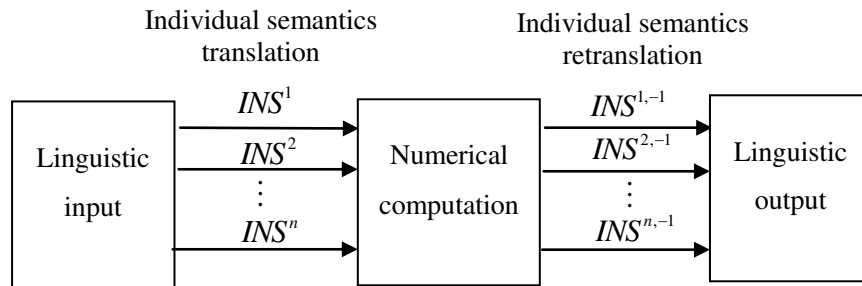 Individual semantics
translation
Individual semantics
retranslation
Linguistic
input
INS^1
INS^2
⋮
INS^n
Numerical
computation
INS^{1,−1}
INS^{2,−1}
⋮
INS^{n,−1}
Linguistic
output